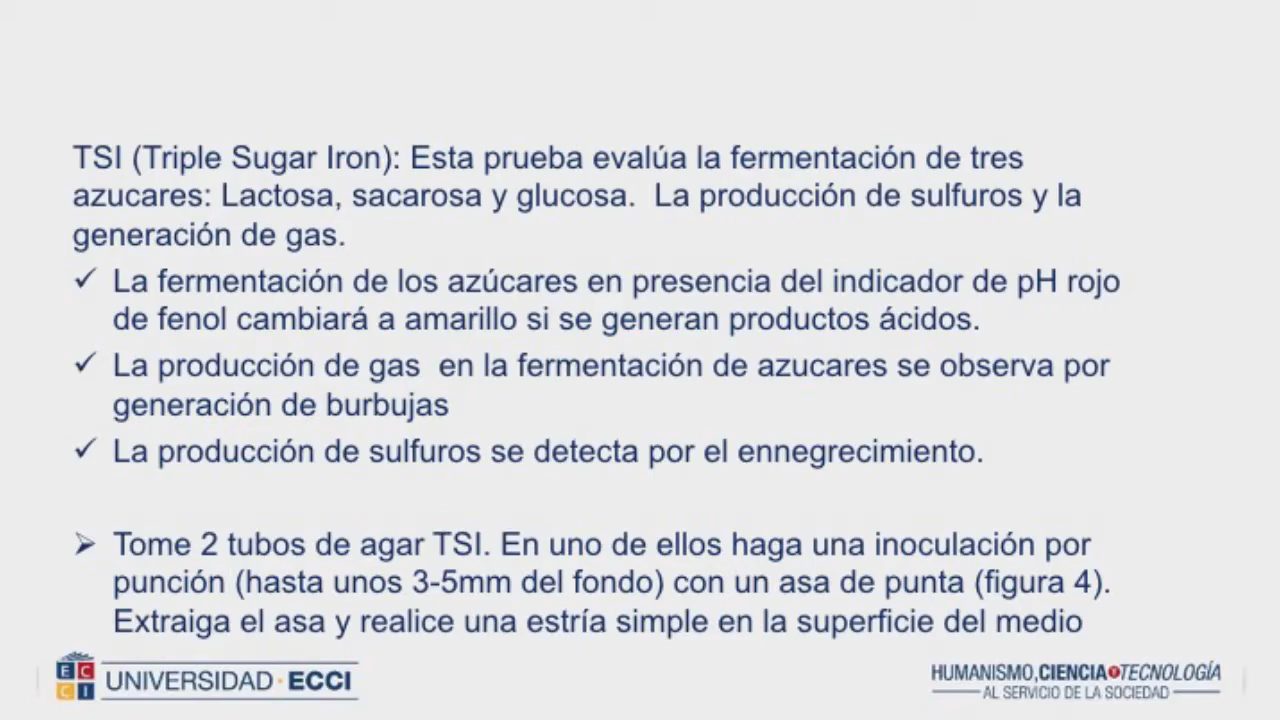 TSI (Triple Sugar Iron): Esta prueba evalúa la fermentación de tres
azucares: Lactosa, sacarosa y glucosa.  La producción de sulfuros y la
generación de gas.
✓ La fermentación de los azúcares en presencia del indicador de pH rojo
de fenol cambiará a amarillo si se generan productos ácidos.
✓ La producción de gas  en la fermentación de azucares se observa por
generación de burbujas
✓ La producción de sulfuros se detecta por el ennegrecimiento.
➢ Tome 2 tubos de agar TSI. En uno de ellos haga una inoculación por
punción (hasta unos 3-5mm del fondo) con un asa de punta (figura 4).
Extraiga el asa y realice una estría simple en la superficie del medio
E C
C I
UNIVERSIDAD · ECCI
HUMANISMO, CIENCIA Y TECNOLOGÍA
AL SERVICIO DE LA SOCIEDAD